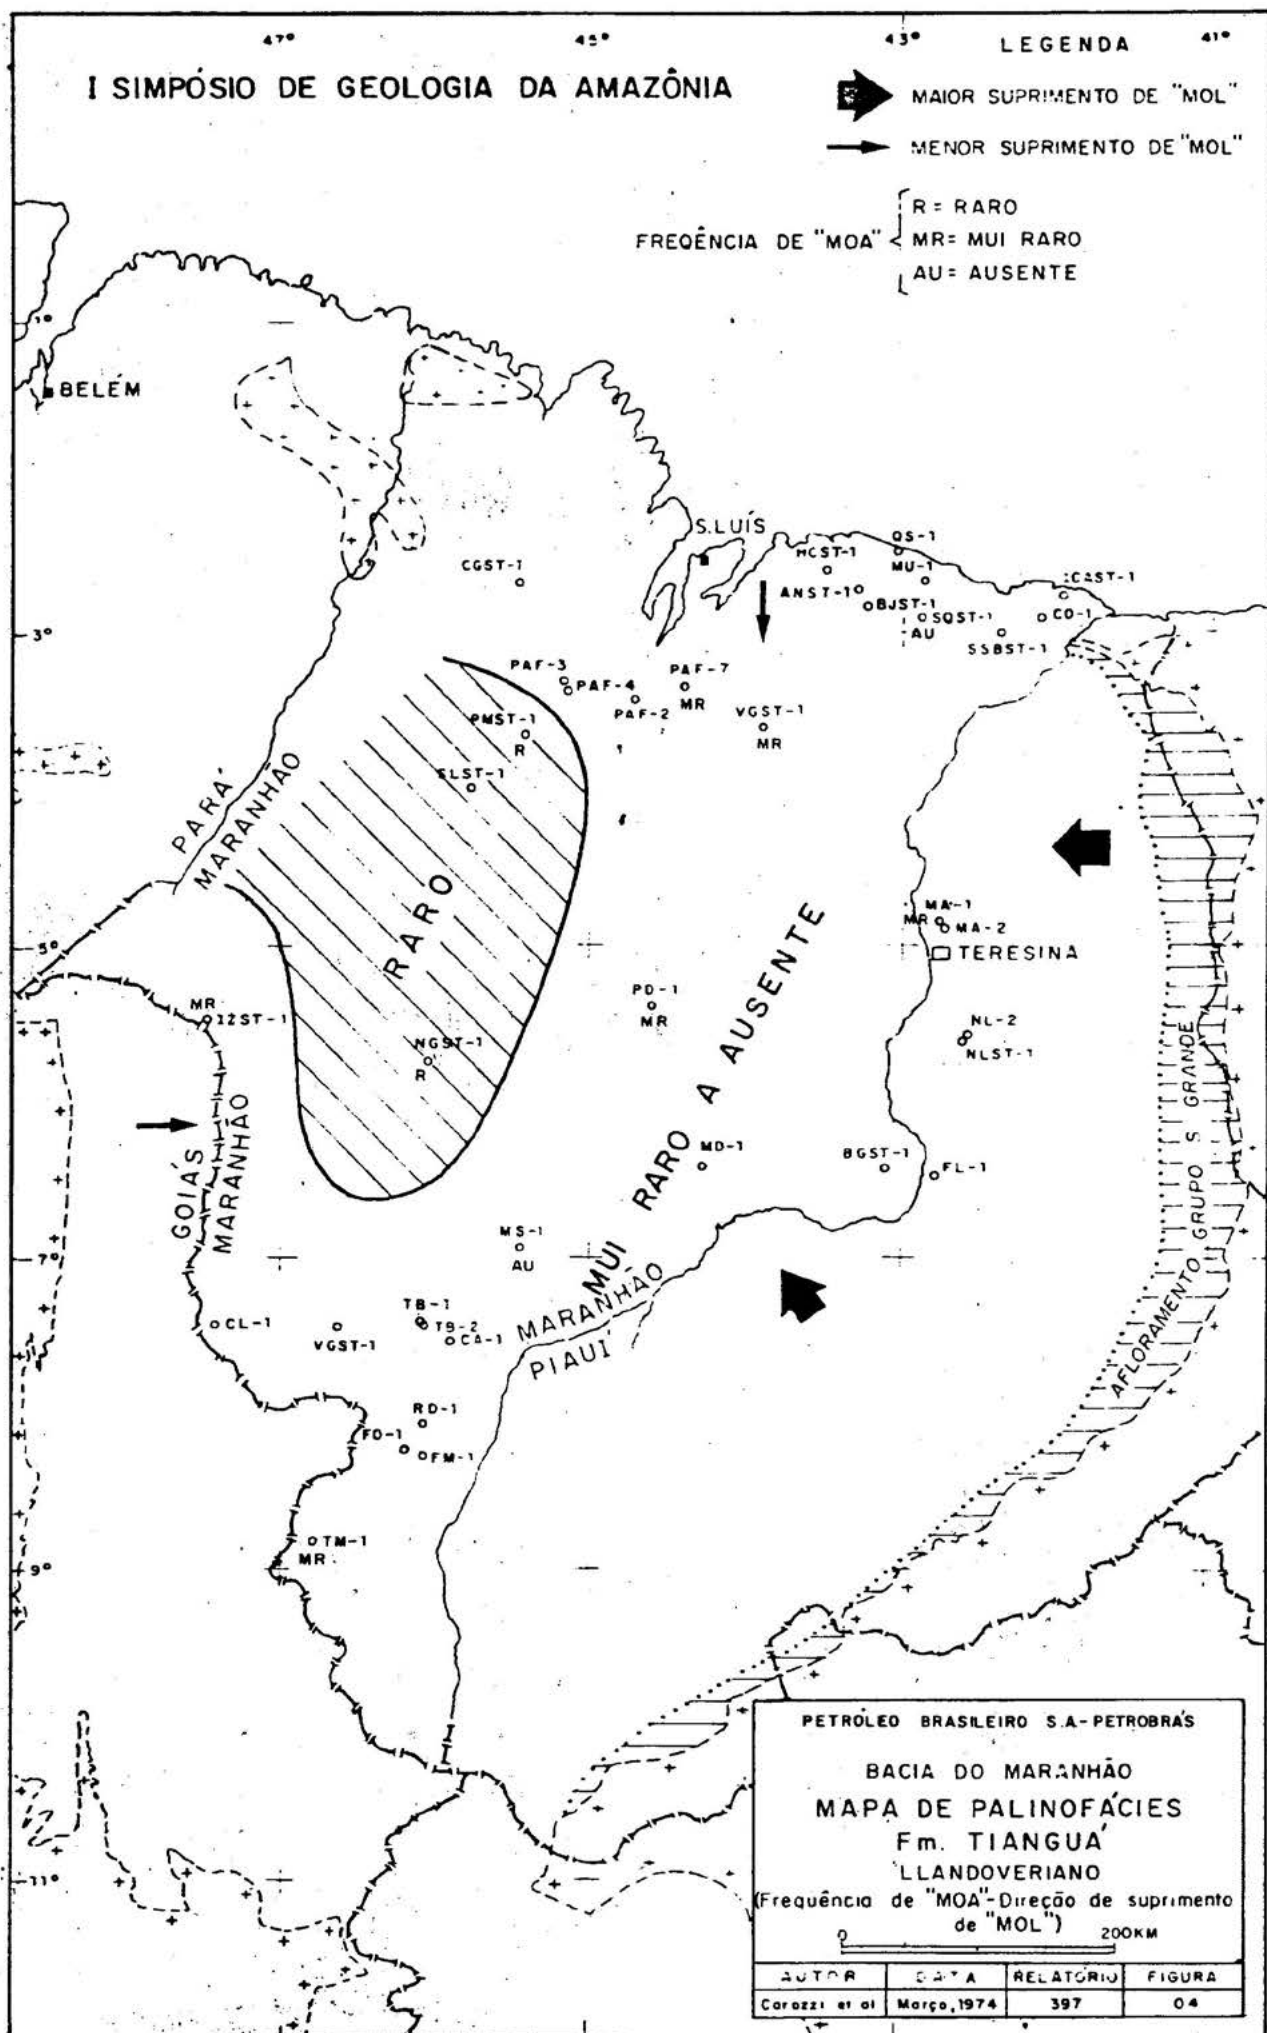 47° 45° 43° 41°
I SIMPÓSIO DE GEOLOGIA DA AMAZÔNIA
LEGENDA
MAIOR SUPRIMENTO DE "MOL"
MENOR SUPRIMENTO DE "MOL"
FREQÊNCIA DE "MOA"
R = RARO
MR= MUI RARO
AU= AUSENTE
1°
BELÉM
S.LUÍS
CGST-1
MCST-1
QS-1
MU-1
ANST-1
BJST-1
SQST-1
AU
CAST-1
CO-1
SSBST-1
3°
PAF-3
PAF-4
PAF-2
PAF-7
MR
VGST-1
MR
PMST-1
R
SLST-1
PARÁ
MARANHÃO
RARO
MA-1
MR
MA-2
TERESINA
5°
MR
IZST-1
PD-1
MR
NL-2
NLST-1
NGST-1
R
MUI RARO A AUSENTE
GOIÁS
MARANHÃO
MD-1
BGST-1
FL-1
AFLORAMENTO GRUPO S GRANDE
MS-1
AU
7°
CL-1
VGST-1
TB-1
TB-2
CA-1
MARANHÃO
PIAUÍ
RD-1
FO-1
FM-1
TM-1
MR
9°
11°
PETRÓLEO BRASILEIRO S.A-PETROBRÁS
BACIA DO MARANHÃO
MAPA DE PALINOFÁCIES
Fm. TIANGUÁ
LLANDOVERIANO
(Frequência de "MOA"-Direção de suprimento
de "MOL")
0 200KM
AUTOR DATA RELATÓRIO FIGURA
Carozzi et al Março,1974 397 04